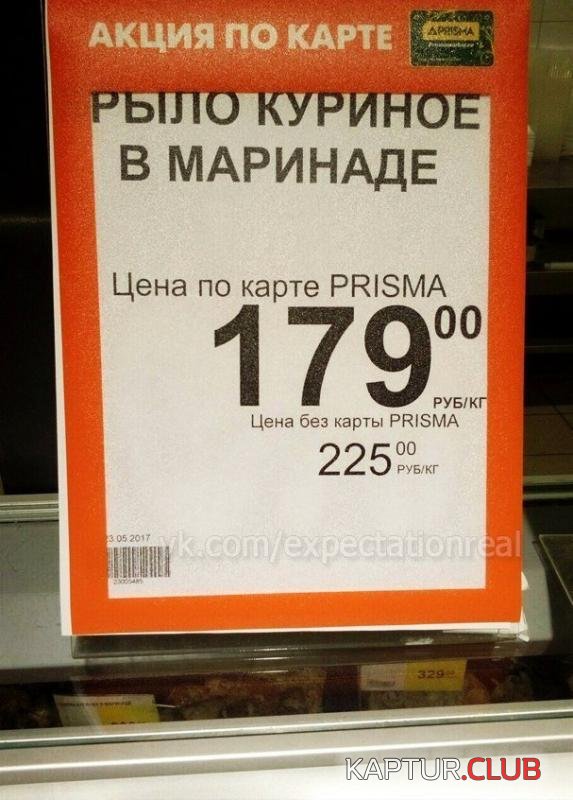 АКЦИЯ ПО КАРТЕ
PRISMA
РЫЛО КУРИНОЕ
В МАРИНАДЕ
Цена по карте PRISMA
179 00
РУБ/КГ
Цена без карты PRISMA
225 00
РУБ/КГ
23.05.2017
vk.com/expectationreal
329
KAPTUR.CLUB